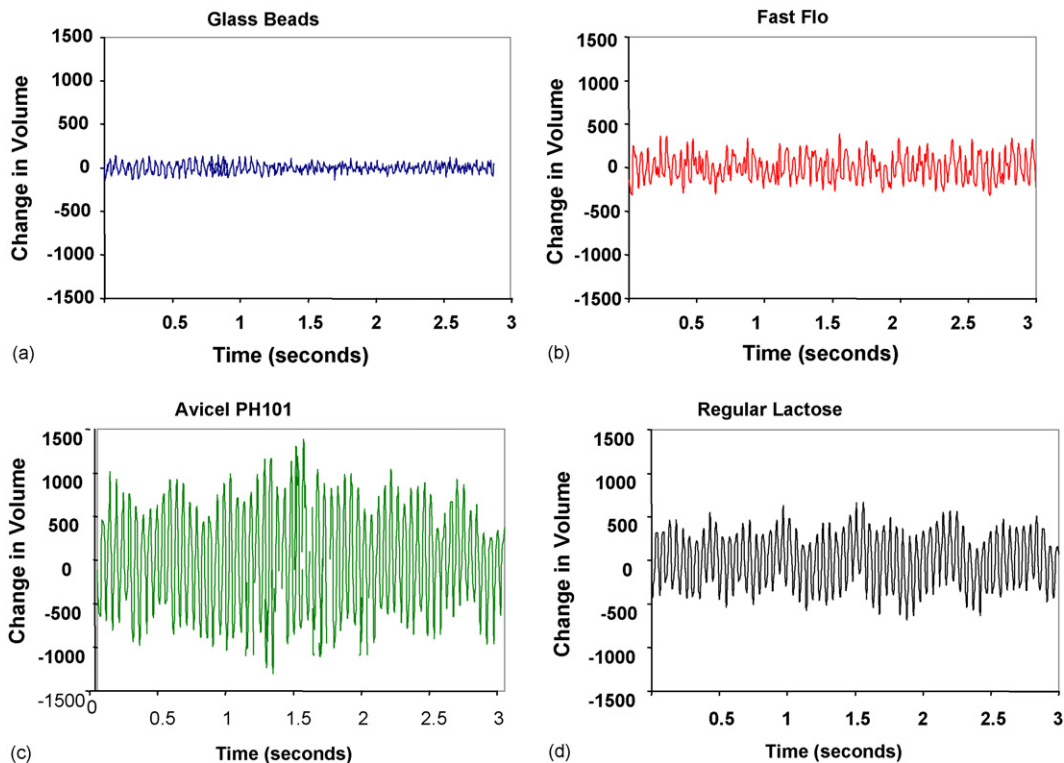 Glass Beads
1500
1000
500
0
-500
-1000
-1500
Change in Volume
0.5 1 1.5 2 2.5 3
Time (seconds)
(a)
Fast Flo
1500
1000
500
0
-500
-1000
-1500
Change in Volume
0.5 1 1.5 2 2.5 3
Time (seconds)
(b)
Avicel PH101
1500
1000
500
0
-500
-1000
-1500
Change in Volume
0 0.5 1 1.5 2 2.5 3
Time (seconds)
(c)
Regular Lactose
1500
1000
500
0
-500
-1000
-1500
Change in Volume
0.5 1 1.5 2 2.5 3
Time (seconds)
(d)